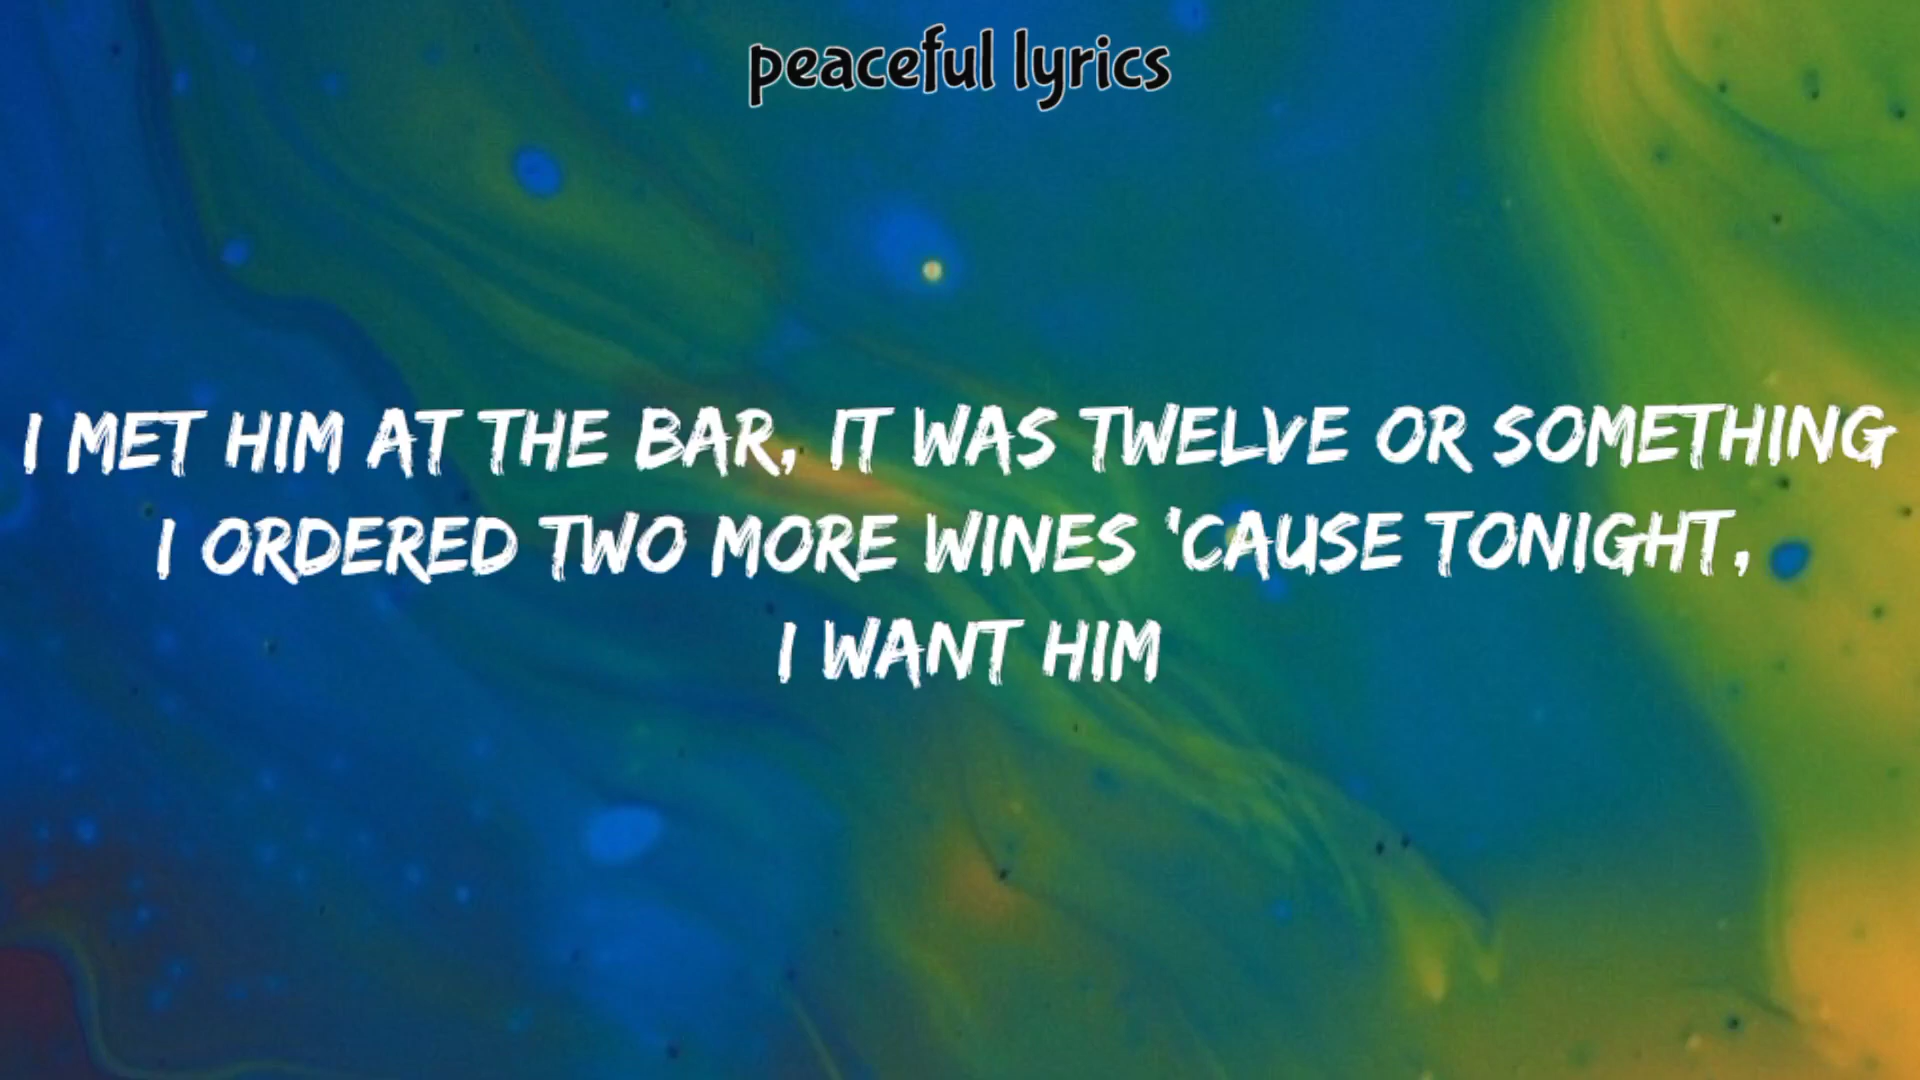 peaceful lyrics
I MET HIM AT THE BAR, IT WAS TWELVE OR SOMETHING
I ORDERED TWO MORE WINES 'CAUSE TONIGHT,
I WANT HIM